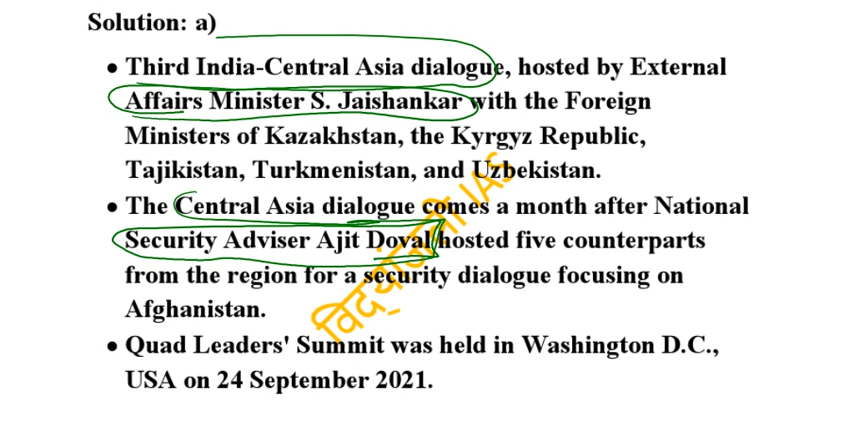 Solution: a)
• Third India-Central Asia dialogue, hosted by External
Affairs Minister S. Jaishankar with the Foreign
Ministers of Kazakhstan, the Kyrgyz Republic,
Tajikistan, Turkmenistan, and Uzbekistan.
• The Central Asia dialogue comes a month after National
Security Adviser Ajit Doval hosted five counterparts
from the region for a security dialogue focusing on
Afghanistan.
• Quad Leaders' Summit was held in Washington D.C.,
USA on 24 September 2021.
IAS